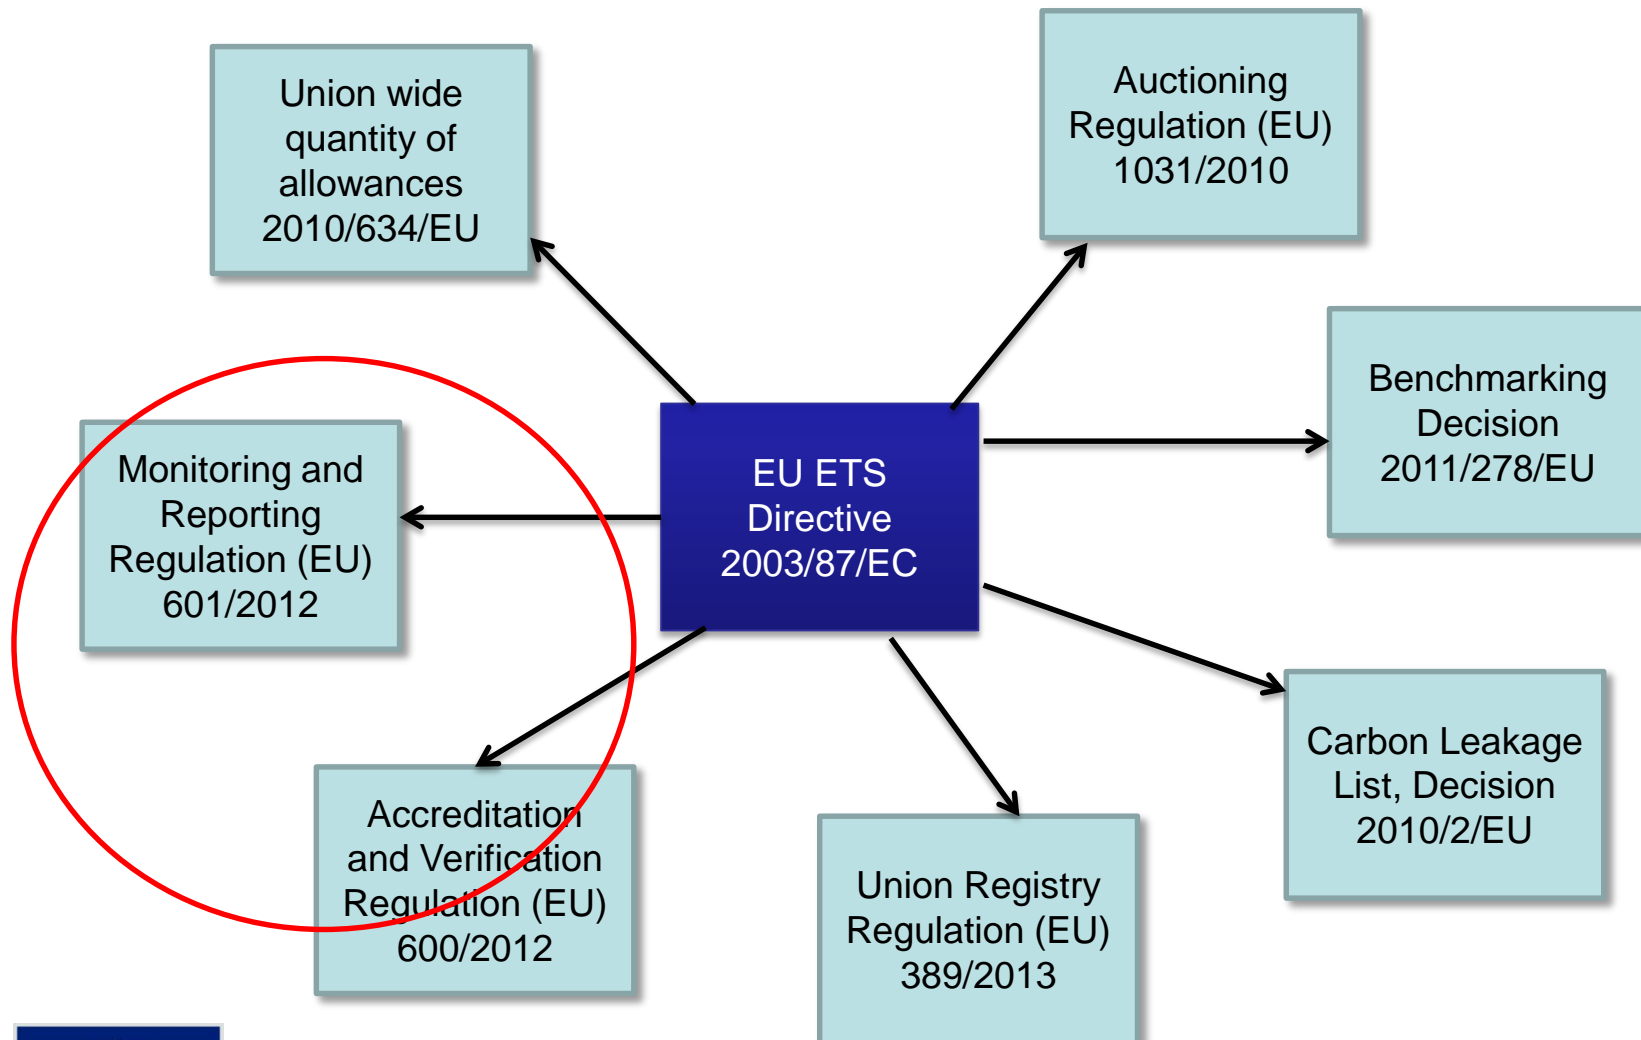 Union wide
quantity of
allowances
2010/634/EU
Auctioning
Regulation (EU)
1031/2010
Benchmarking
Decision
2011/278/EU
Monitoring and
Reporting
Regulation (EU)
601/2012
EU ETS
Directive
2003/87/EC
Carbon Leakage
List, Decision
2010/2/EU
Accreditation
and Verification
Regulation (EU)
600/2012
Union Registry
Regulation (EU)
389/2013